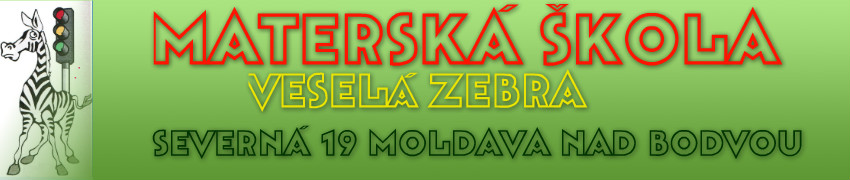 MATERSKÁ ŠKOLA
VESELÁ ZEBRA
SEVERNÁ 19 MOLDAVA NAD BODVOU